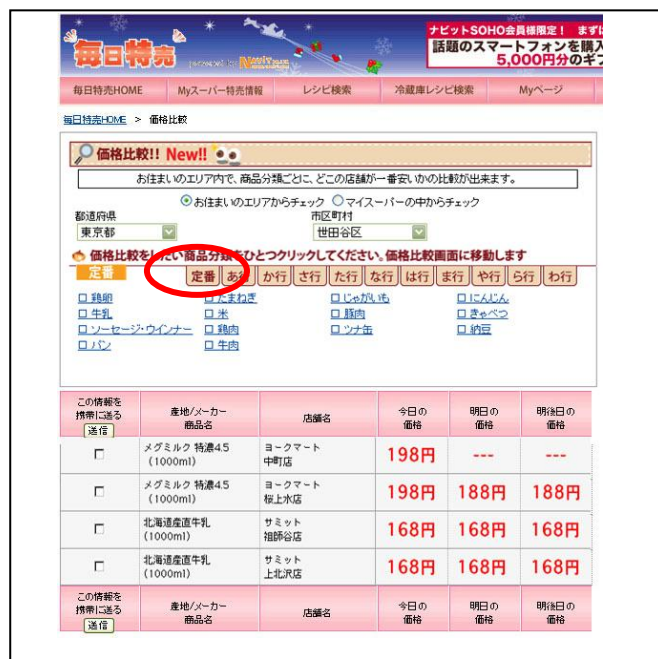 ナビットSOHO会員様限定! まずは
話題のスマートフォンを購入
5,000円分のギフ
毎日特売
powered by Navit
毎日特売HOME Myスーパー特売情報 レシピ検索 冷蔵庫レシピ検索 Myページ
毎日特売HOME > 価格比較
価格比較!! New!!
お住まいのエリア内で、商品分類ごとに、どこの店舗が一番安いかの比較が出来ます。
お住まいのエリアからチェック マイスーパーの中からチェック
都道府県 市区町村
東京都 世田谷区
価格比較をしたい商品分類をひとつクリックしてください。価格比較画面に移動します
定番 定番 あ行 か行 さ行 た行 な行 は行 ま行 や行 ら行 わ行
鶏卵 たまねぎ じゃがいも にんじん
牛乳 米 豚肉 きゃべつ
ソーセージ・ウインナー 鶏肉 ツナ缶 納豆
パン 牛肉
この情報を
携帯に送る
送信
産地/メーカー
商品名
店舗名
今日の
価格
明日の
価格
明後日の
価格
メグミルク 特濃4.5
(1000ml)
ヨークマート
中町店
198円 --- ---
メグミルク 特濃4.5
(1000ml)
ヨークマート
桜上水店
198円 188円 188円
北海道産直牛乳
(1000ml)
サミット
祖師谷店
168円 168円 168円
北海道産直牛乳
(1000ml)
サミット
上北沢店
168円 168円 168円
この情報を
携帯に送る
送信
産地/メーカー
商品名
店舗名
今日の
価格
明日の
価格
明後日の
価格